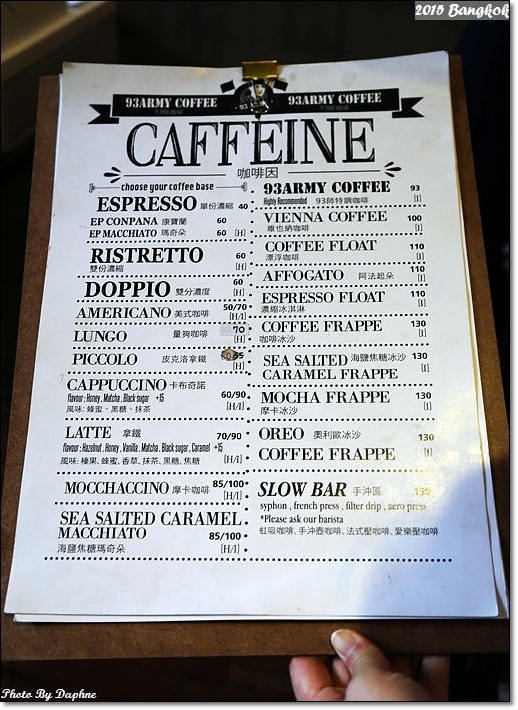 2015 Bangkok
93ARMY COFFEE 93ARMY COFFEE
CAFFEINE
咖啡因
choose your coffee base
ESPRESSO 單份濃縮 40
EP CONPANA 康寶蘭 60
EP MACCHIATO 瑪奇朵 60 [H]
RISTRETTO 60
雙份濃縮 [H]
DOPPIO 雙分濃度 60
[H]
AMERICANO 美式咖啡 50/70
[H/I]
LUNGO 量夠咖啡 70
[H]
PICCOLO 皮克洛拿鐵
[H]
CAPPUCCINO 卡布奇諾 60/90
flavour : Honey , Matcha , Black sugar +15 [H/I]
風味: 蜂蜜、黑糖、抹茶
LATTE 拿鐵 70/90
flavour : Hazelnut , Honey , Vanilla , Matcha , Black sugar , Caramel +15
風味: 榛果, 蜂蜜, 香草, 抹茶, 黑糖, 焦糖 [H/I]
MOCCHACCINO 摩卡咖啡 85/100
[H/I]
SEA SALTED CARAMEL
MACCHIATO 85/100
海鹽焦糖瑪奇朵 [H/I]
93ARMY COFFEE 93
Highly Recommended 93師特調咖啡 [I]
VIENNA COFFEE 100
維也納咖啡 [I]
COFFEE FLOAT 110
漂浮咖啡 [I]
AFFOGATO 阿法起朵 110
[I]
ESPRESSO FLOAT 110
濃縮冰淇淋 [I]
COFFEE FRAPPE 130
咖啡冰沙 [I]
SEA SALTED 海鹽焦糖冰沙 130
CARAMEL FRAPPE [I]
MOCHA FRAPPE 130
摩卡冰沙 [I]
OREO 奧利歐冰沙 130
COFFEE FRAPPE [I]
SLOW BAR 手沖區 130
syphon , french press , filter drip , aero press
*Please ask our barista
虹吸咖啡、手沖壺咖啡、法式壓咖啡、愛樂壓咖啡
Photo By Daphne